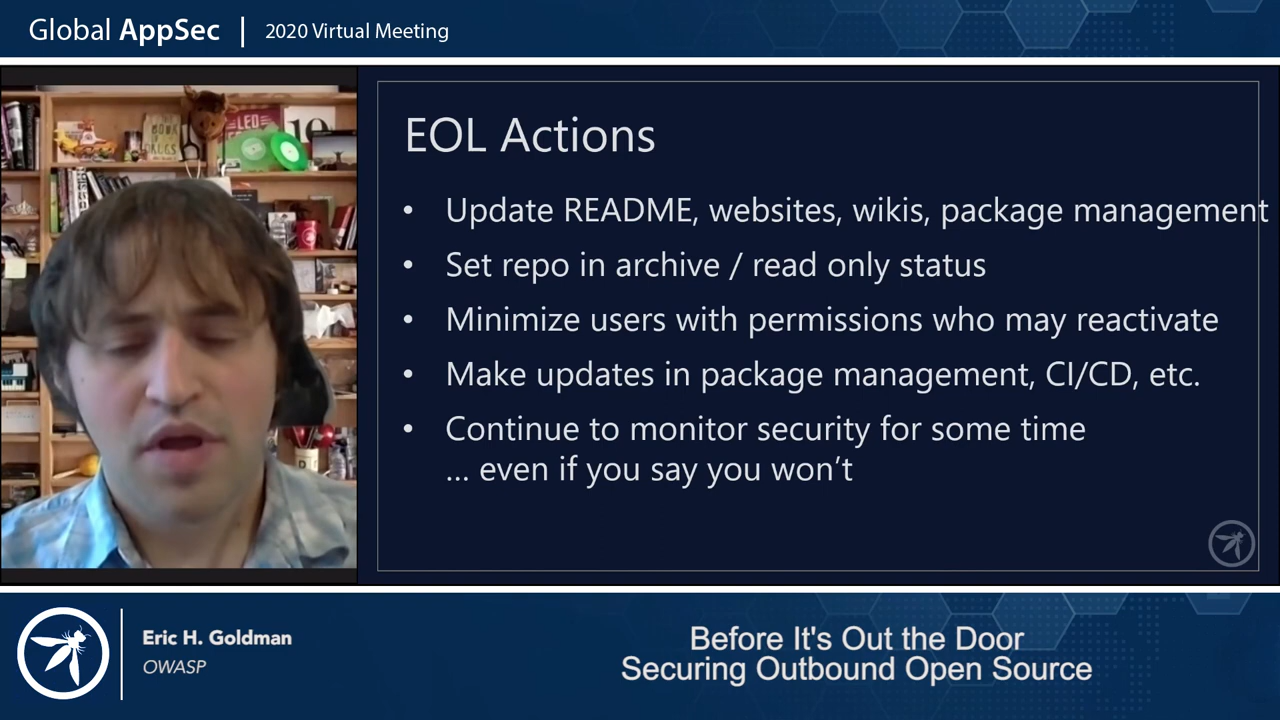 Global AppSec | 2020 Virtual Meeting
EOL Actions
• Update README, websites, wikis, package management
• Set repo in archive / read only status
• Minimize users with permissions who may reactivate
• Make updates in package management, CI/CD, etc.
• Continue to monitor security for some time
... even if you say you won't
Eric H. Goldman
OWASP
Before It's Out the Door
Securing Outbound Open Source